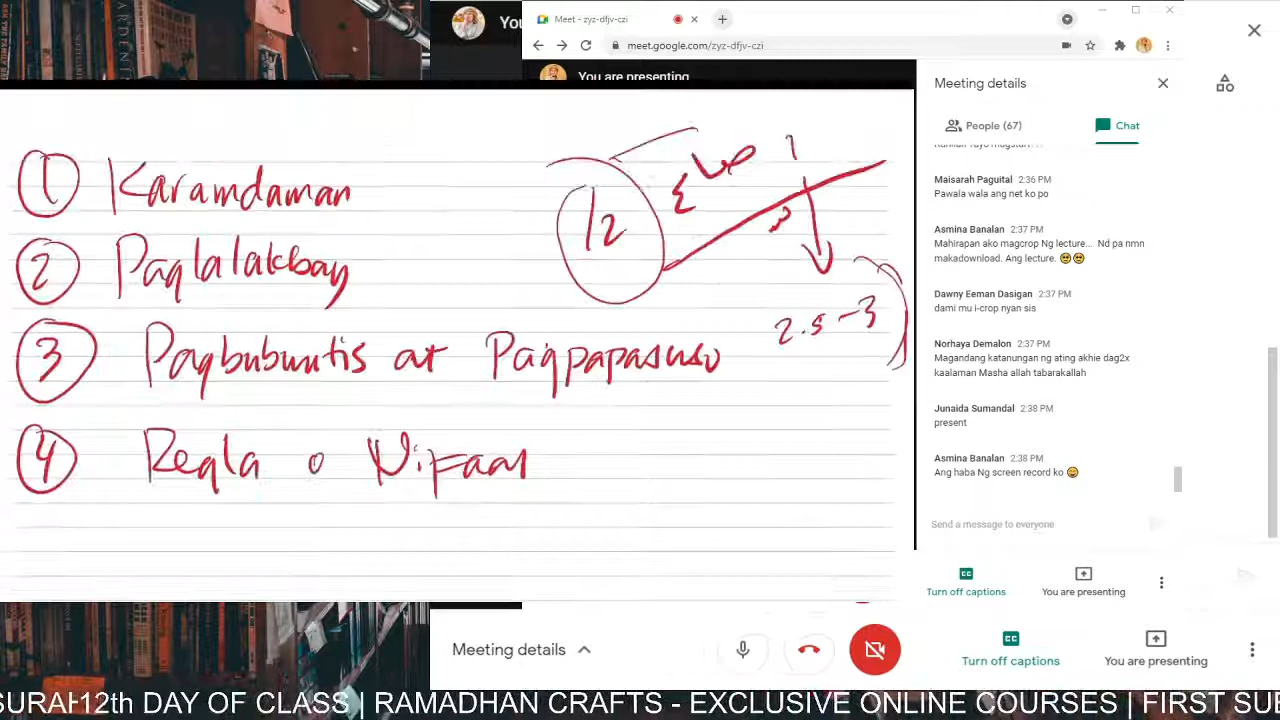 You
Meet - zyz-dfjv-czi
meet.google.com/zyz-dfjv-czi
You are presenting
Meeting details
People (67)
Chat
Maisarah Paguital 2:36 PM
Pawala wala ang net ko po
Asmina Banalan 2:37 PM
Mahirapan ako magcrop Ng lecture... Nd pa nmn
makadownload. Ang lecture. 🥺🥺
Dawny Eeman Dasigan 2:37 PM
dami mu i-crop nyan sis
Norhaya Demalon 2:37 PM
Magandang katanungan ng ating akhie dag2x
kaalaman Masha allah tabarakallah
Junaida Sumandal 2:38 PM
present
Asmina Banalan 2:38 PM
Ang haba Ng screen record ko 😄
Send a message to everyone
Turn off captions
You are presenting
1 Karamdaman
2 Paglalakbay
3 Pagbubuntis at Pagpapasuso
4 Regla o Nifaas
12
2.5-3
Meeting details
Turn off captions
You are presenting
SURAH
12th DAY OF CLASS | RAMADHAN CRAFTS - EXCLUSIVE ONLINE COURSES | FIRST SU